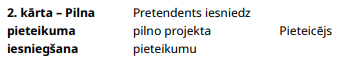 2. kārta – Pilna Pretendents iesniedz
pieteikuma pilno projekta Pieteicējs
iesniegšana pieteikumu